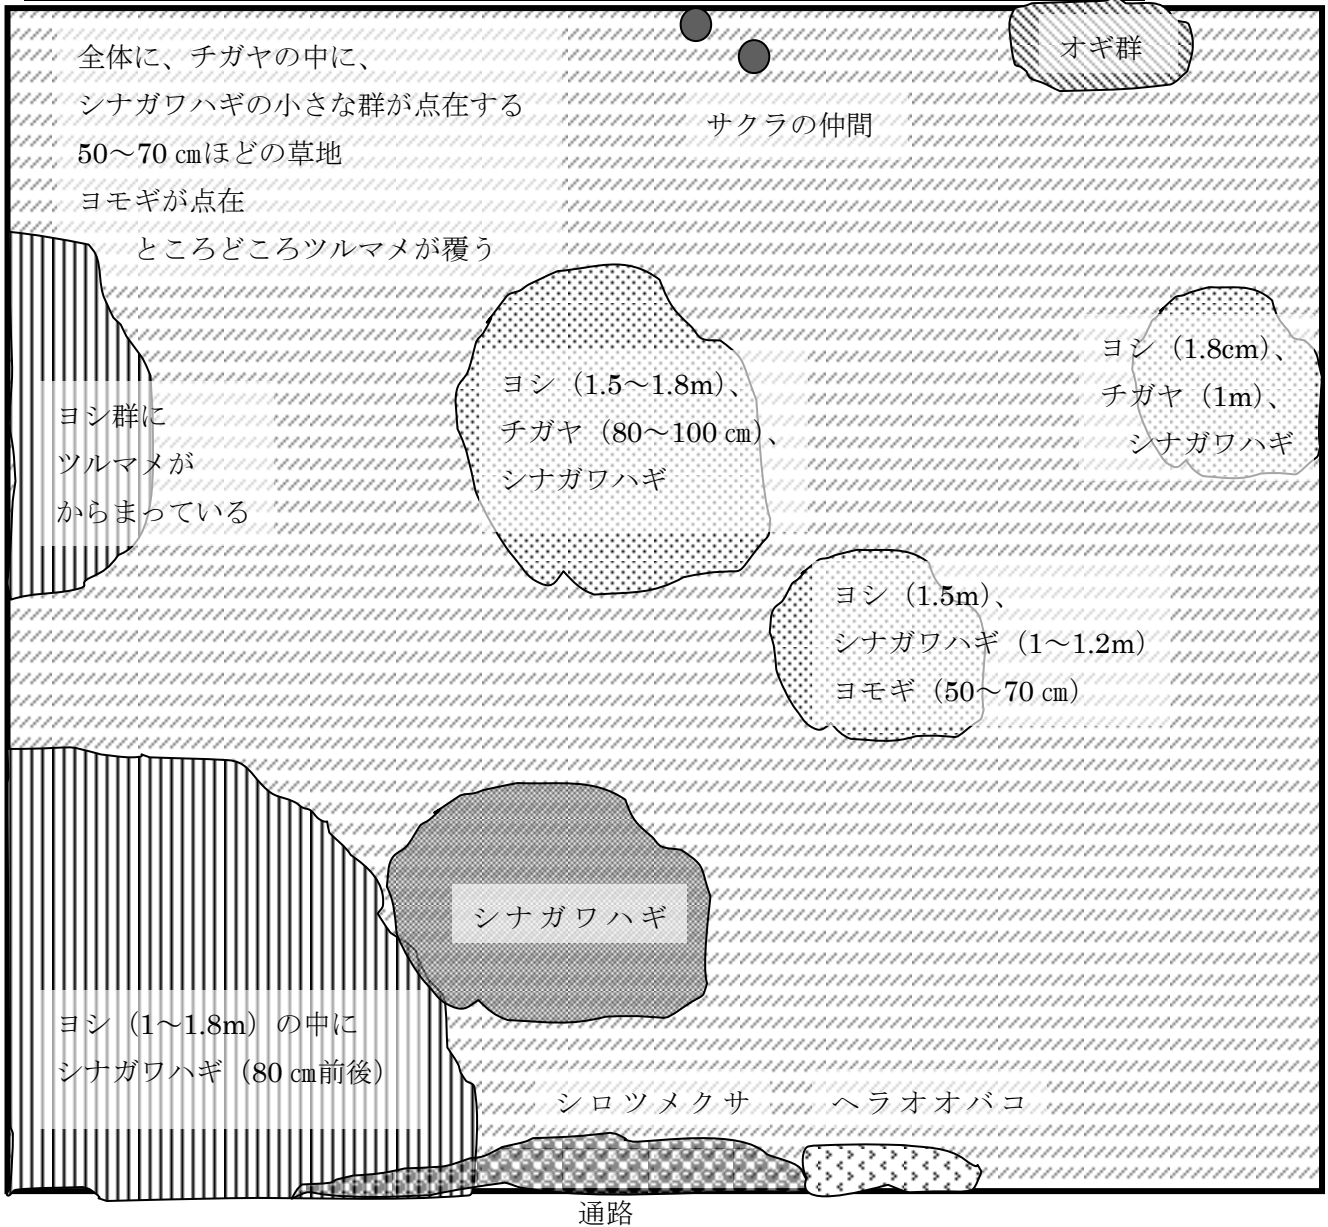 全体に、チガヤの中に、
シナガワハギの小さな群が点在する
50～70 ㎝ほどの草地
ヨモギが点在
ところどころツルマメが覆う
サクラの仲間
オギ群
ヨシ群に
ツルマメが
からまっている
ヨシ（1.5～1.8m）、
チガヤ（80～100 ㎝）、
シナガワハギ
ヨシ（1.8cm）、
チガヤ（1m）、
シナガワハギ
ヨシ（1.5m）、
シナガワハギ（1～1.2m）
ヨモギ（50～70 ㎝）
シナガワハギ
ヨシ（1～1.8m）の中に
シナガワハギ（80 ㎝前後）
シロツメクサ
ヘラオオバコ
通路